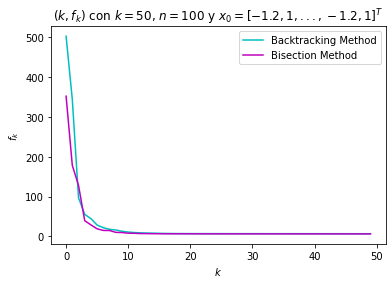 (k, f_k) con k = 50, n = 100 y x_0 = [−1.2, 1, ..., −1.2, 1]^T
500
400
300
200
100
0
f_k
Backtracking Method
Bisection Method
0 10 20 30 40 50
k